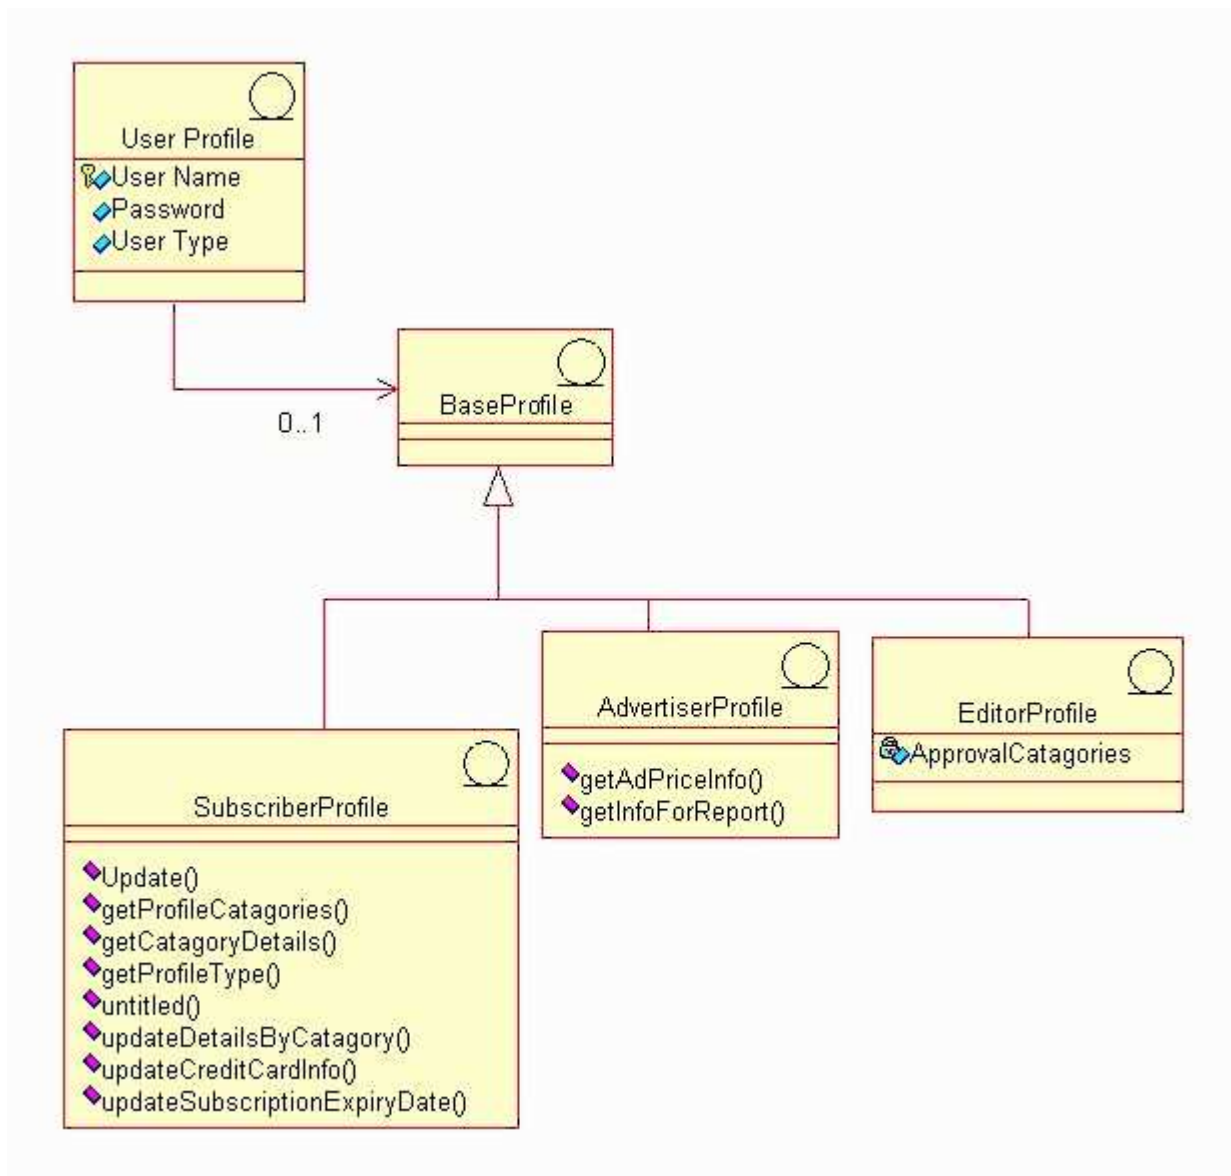 User Profile
User Name
Password
User Type
0..1
BaseProfile
SubscriberProfile
Update()
getProfileCatagories()
getCatagoryDetails()
getProfileType()
untitled()
updateDetailsByCatagory()
updateCreditCardInfo()
updateSubscriptionExpiryDate()
AdvertiserProfile
getAdPriceInfo()
getInfoForReport()
EditorProfile
ApprovalCatagories